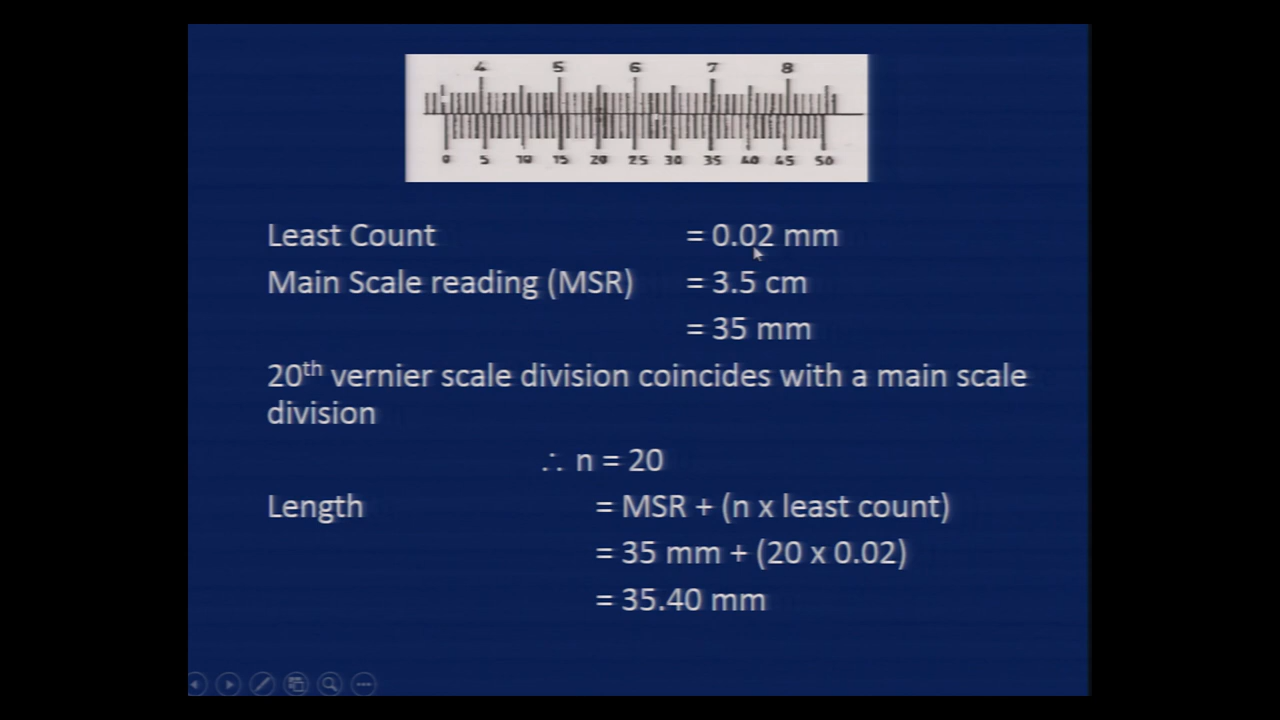 4 5 6 7 8
0 5 10 15 20 25 30 35 40 45 50
Least Count = 0.02 mm
Main Scale reading (MSR) = 3.5 cm
= 35 mm
20th vernier scale division coincides with a main scale
division
∴ n = 20
Length = MSR + (n x least count)
= 35 mm + (20 x 0.02)
= 35.40 mm